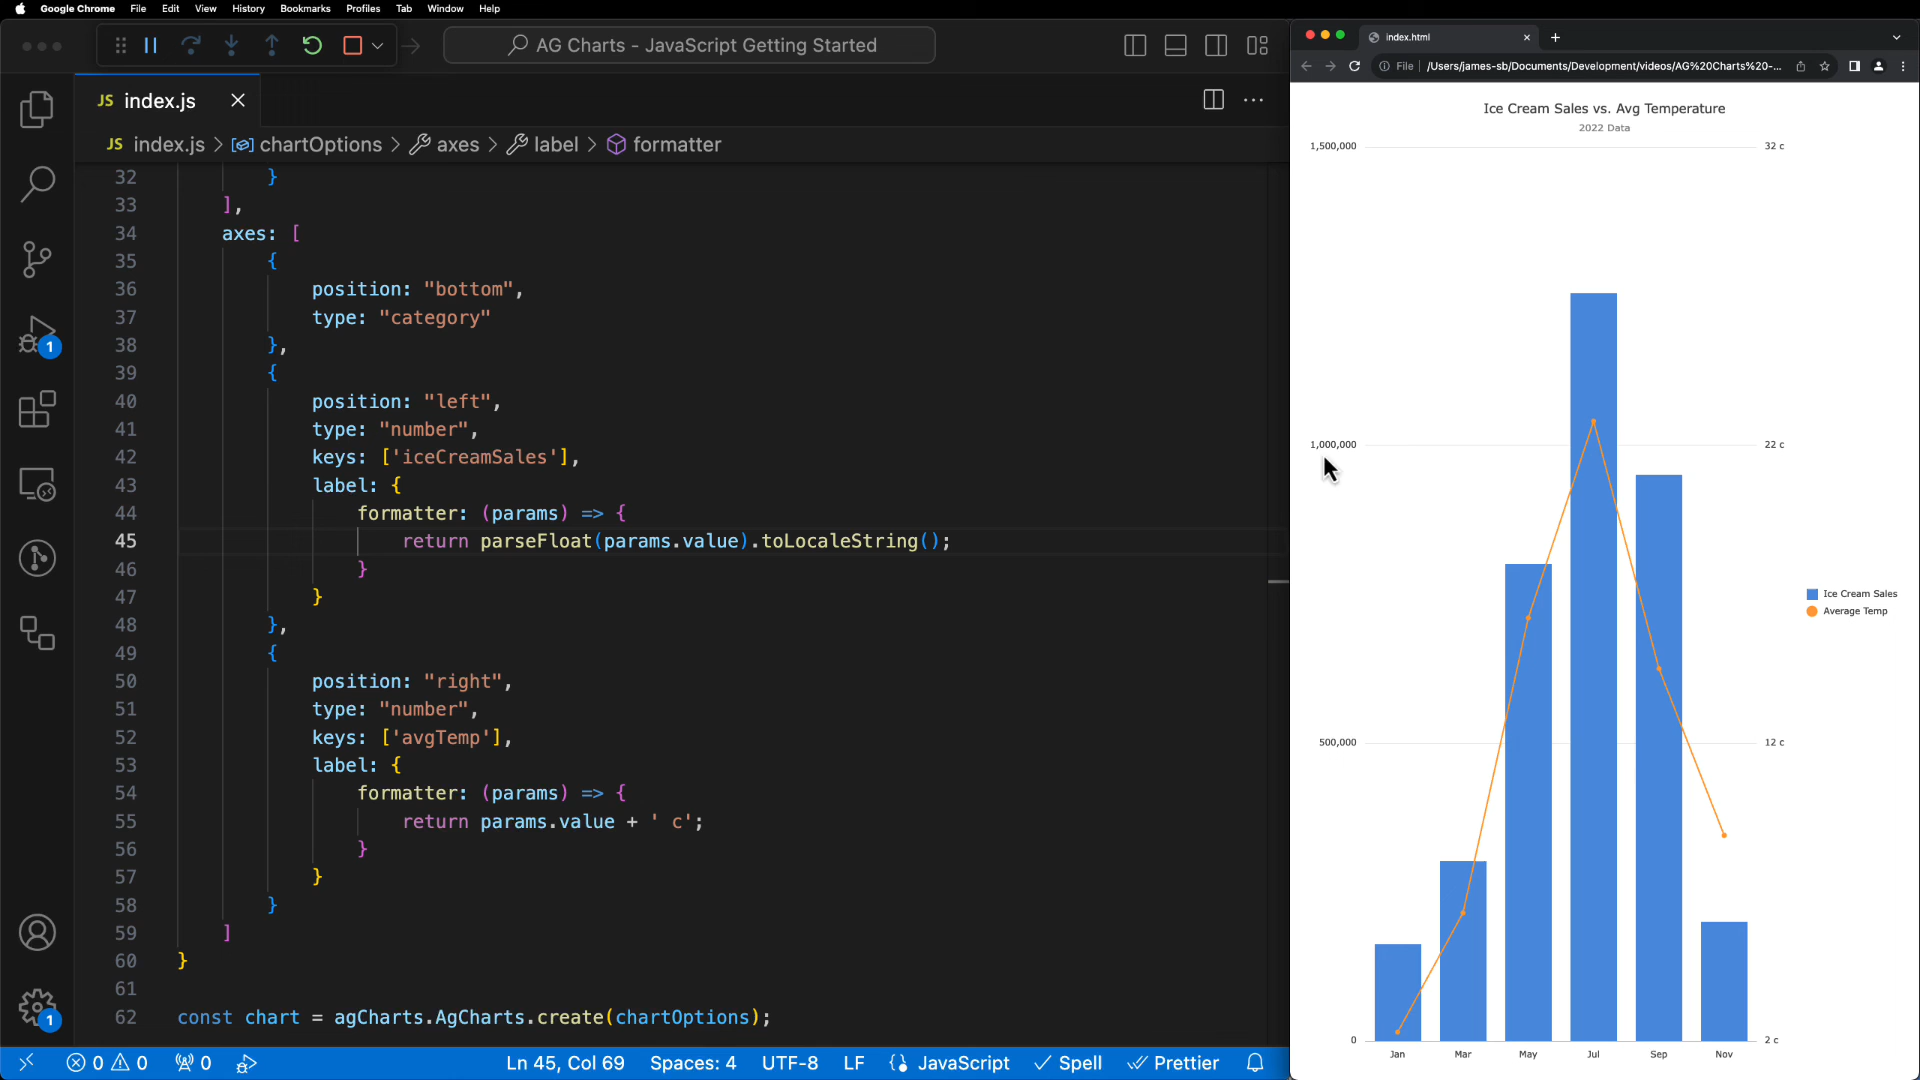 Google Chrome File Edit View History Bookmarks Profiles Tab Window Help
AG Charts - JavaScript Getting Started
JS index.js
JS index.js > chartOptions > axes > label > formatter
32 }
33 ],
34 axes: [
35 {
36 position: "bottom",
37 type: "category"
38 },
39 {
40 position: "left",
41 type: "number",
42 keys: ['iceCreamSales'],
43 label: {
44 formatter: (params) => {
45 return parseFloat(params.value).toLocaleString();
46 }
47 }
48 },
49 {
50 position: "right",
51 type: "number",
52 keys: ['avgTemp'],
53 label: {
54 formatter: (params) => {
55 return params.value + ' c';
56 }
57 }
58 }
59 ]
60 }
61
62 const chart = agCharts.AgCharts.create(chartOptions);
1
1
0 0 0 Ln 45, Col 69 Spaces: 4 UTF-8 LF {} JavaScript Spell Prettier
index.html
File /Users/james-sb/Documents/Development/videos/AG%20Charts%20-...
Ice Cream Sales vs. Avg Temperature
2022 Data
1,500,000 32 c
1,000,000 22 c
500,000 12 c
0 2 c
Jan Mar May Jul Sep Nov
Ice Cream Sales
Average Temp